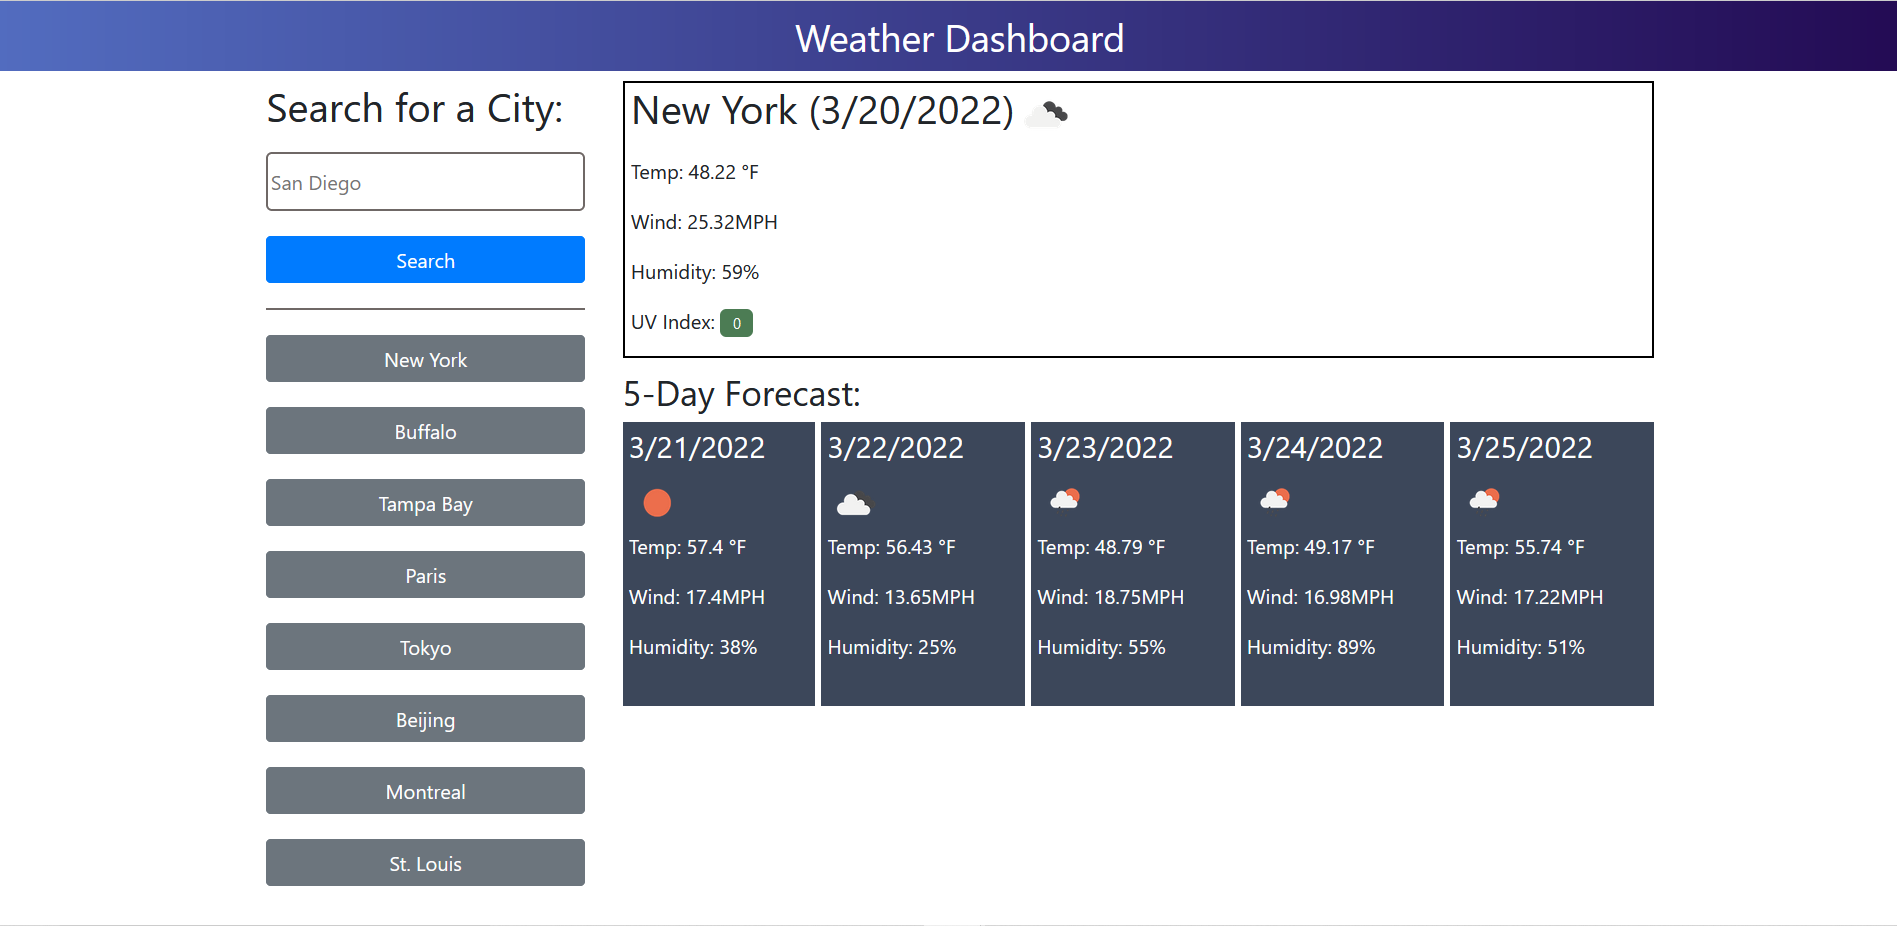 Weather Dashboard
Search for a City:
San Diego
Search
New York
Buffalo
Tampa Bay
Paris
Tokyo
Beijing
Montreal
St. Louis
New York (3/20/2022)
Temp: 48.22 °F
Wind: 25.32MPH
Humidity: 59%
UV Index: 0
5-Day Forecast:
3/21/2022
Temp: 57.4 °F
Wind: 17.4MPH
Humidity: 38%
3/22/2022
Temp: 56.43 °F
Wind: 13.65MPH
Humidity: 25%
3/23/2022
Temp: 48.79 °F
Wind: 18.75MPH
Humidity: 55%
3/24/2022
Temp: 49.17 °F
Wind: 16.98MPH
Humidity: 89%
3/25/2022
Temp: 55.74 °F
Wind: 17.22MPH
Humidity: 51%